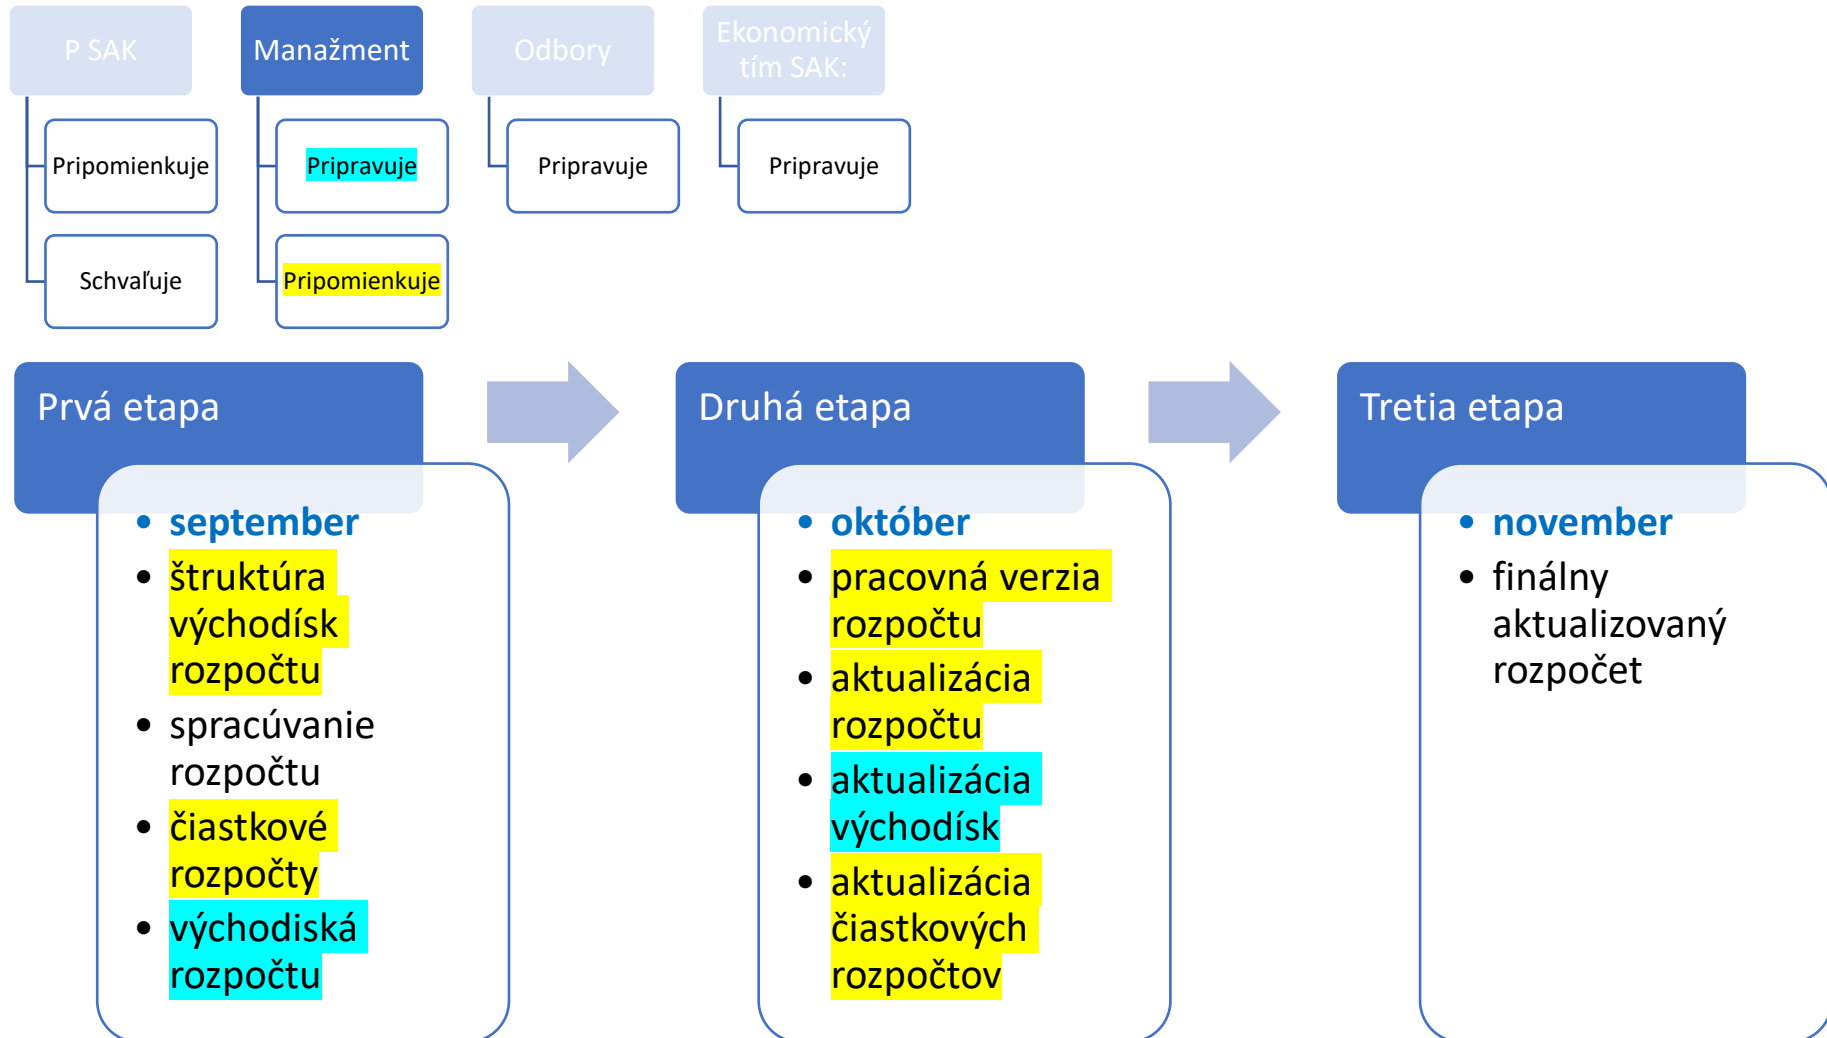 P SAK
Manažment
Odbory
Ekonomický
tím SAK:
Pripomienkuje
Pripravuje
Pripravuje
Pripravuje
Schvaľuje
Pripomienkuje
Prvá etapa
• september
• štruktúra
východísk
rozpočtu
• spracúvanie
rozpočtu
• čiastkové
rozpočty
• východiská
rozpočtu
Druhá etapa
• október
• pracovná verzia
rozpočtu
• aktualizácia
rozpočtu
• aktualizácia
východísk
• aktualizácia
čiastkových
rozpočtov
Tretia etapa
• november
• finálny
aktualizovaný
rozpočet